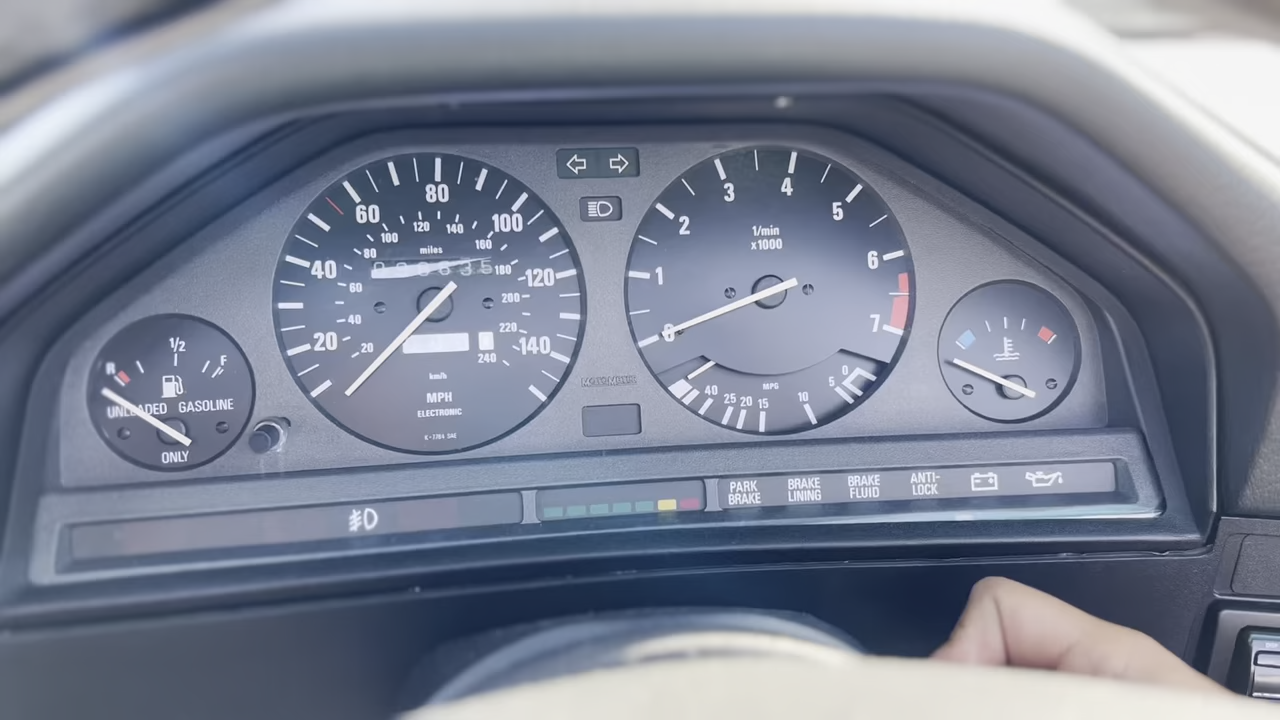 R
1/2
F
UNLEADED GASOLINE
ONLY
20
40
60
80
100
120
140
20
40
60
80
100
120
140
160
180
200
220
240
miles
km/h
MPH
ELECTRONIC
0
1
2
3
4
5
6
7
1/min
x1000
MPG
40
25
20
15
10
5
0
PARK
BRAKE
BRAKE
LINING
BRAKE
FLUID
ANTI-
LOCK